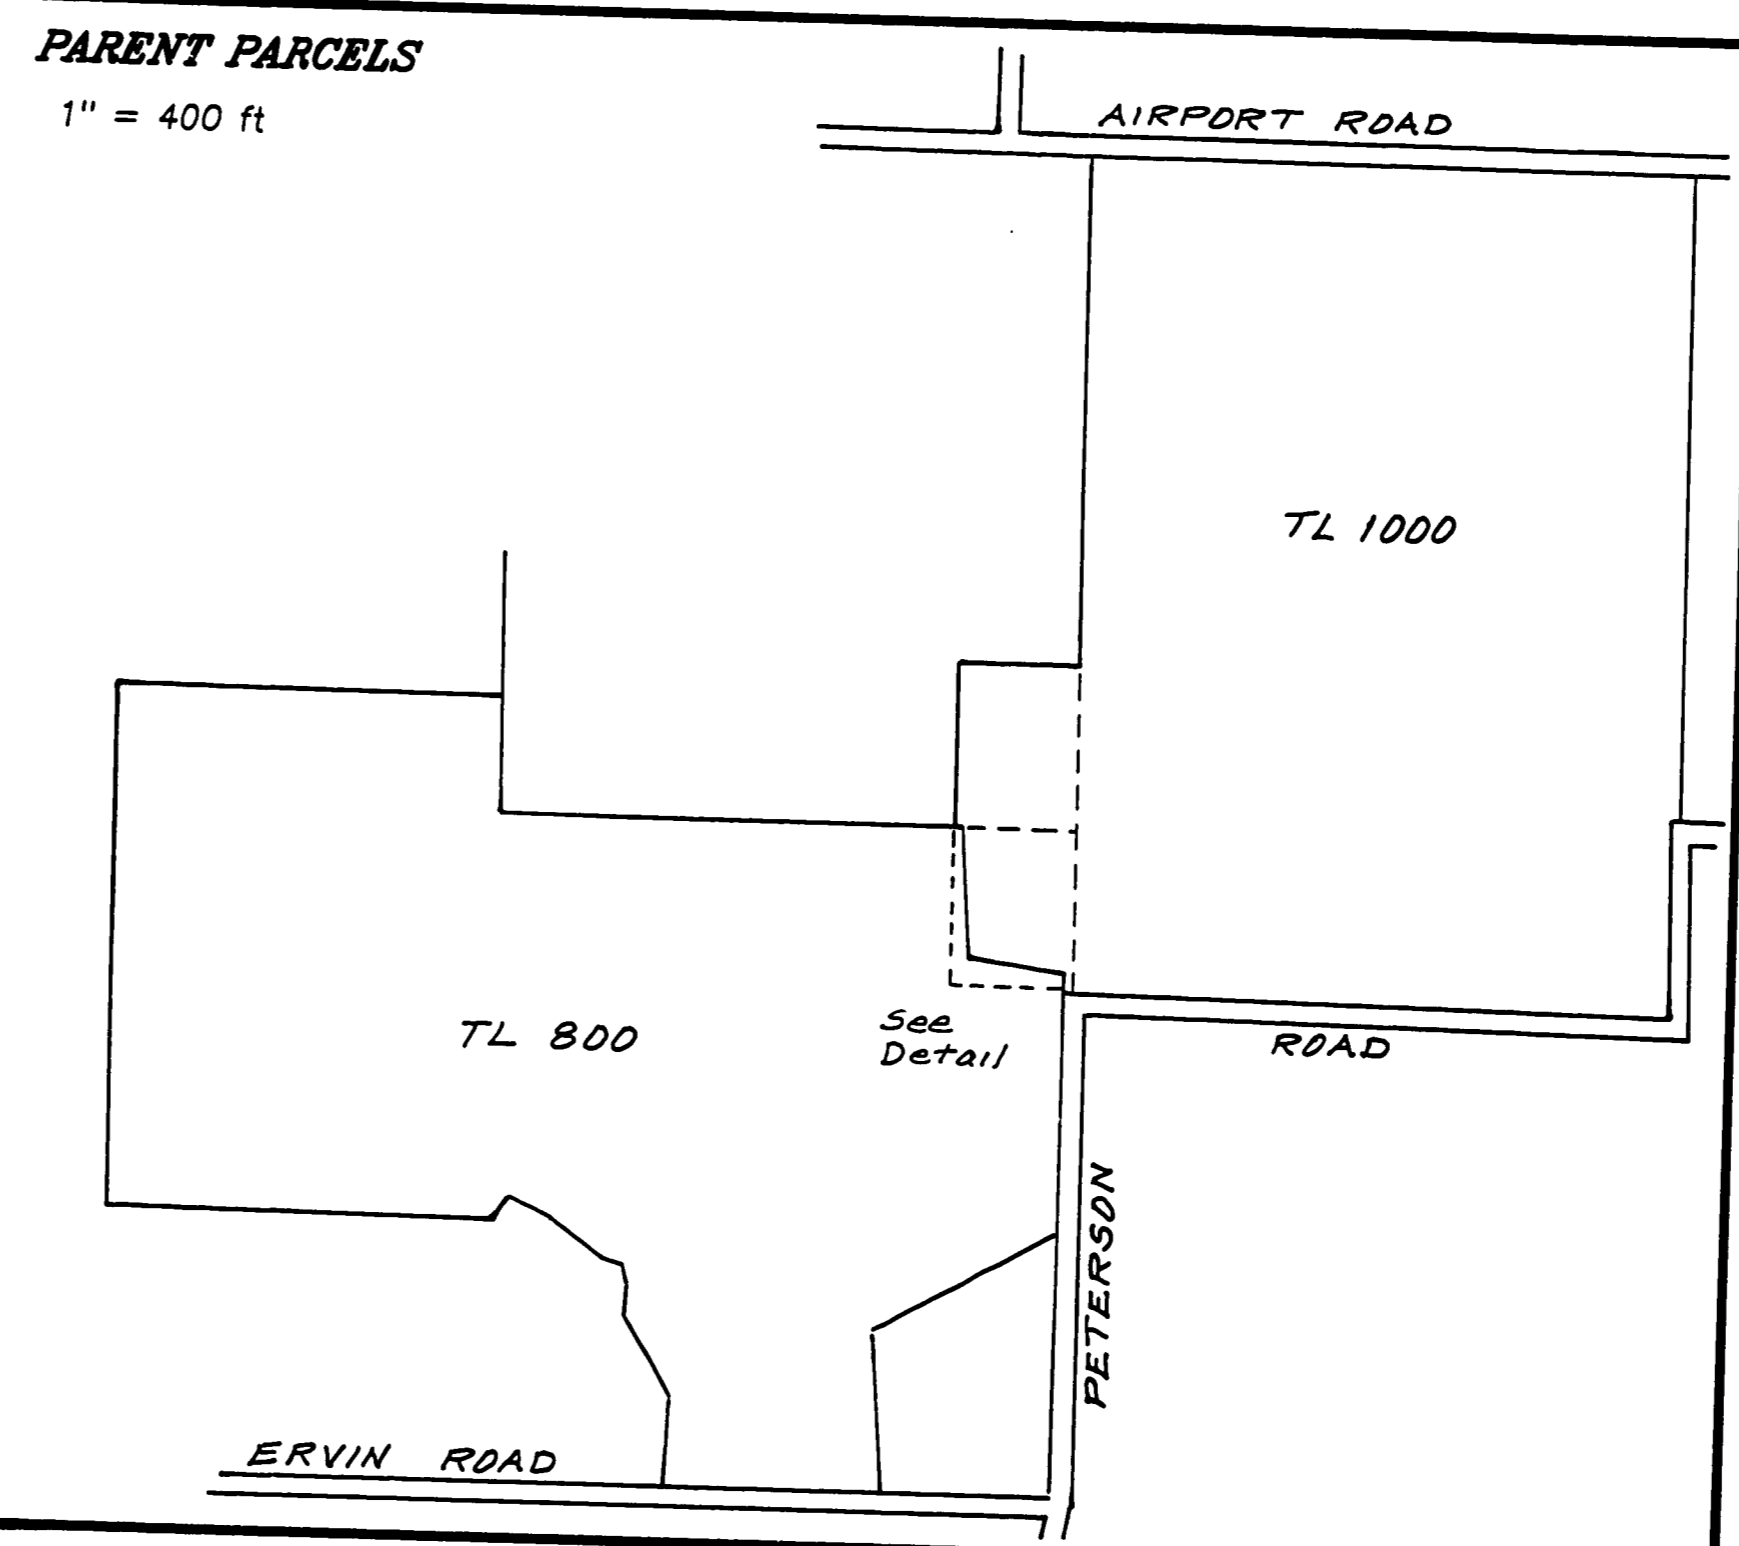 PARENT PARCELS
1" = 400 ft
AIRPORT ROAD
TL 1000
TL 800
See
Detail
ROAD
PETERSON
ERVIN ROAD